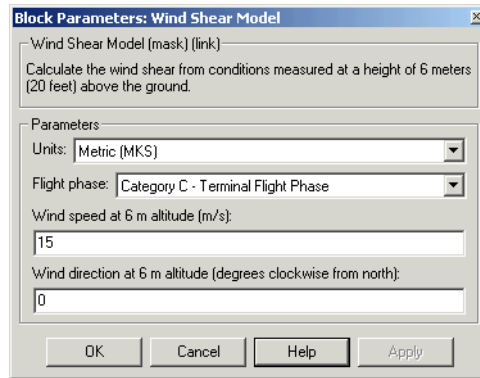 Block Parameters: Wind Shear Model
Wind Shear Model (mask) (link)
Calculate the wind shear from conditions measured at a height of 6 meters
(20 feet) above the ground.
Parameters
Units: Metric (MKS)
Flight phase: Category C - Terminal Flight Phase
Wind speed at 6 m altitude (m/s):
15
Wind direction at 6 m altitude (degrees clockwise from north):
0
OK Cancel Help Apply